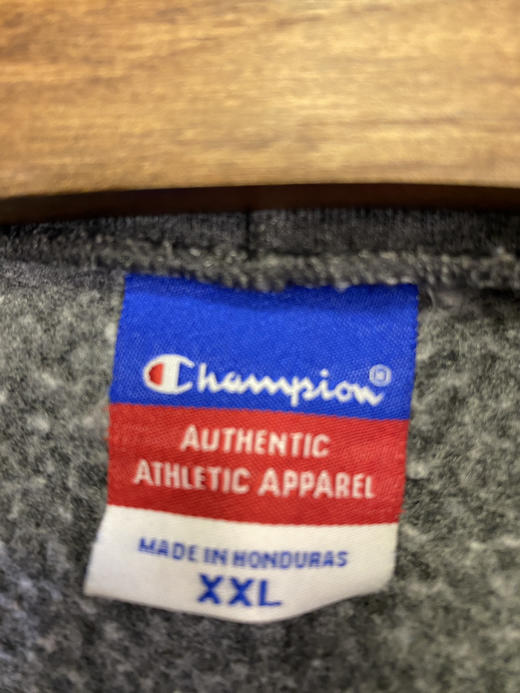 Champion®
AUTHENTIC
ATHLETIC APPAREL
MADE IN HONDURAS
XXL